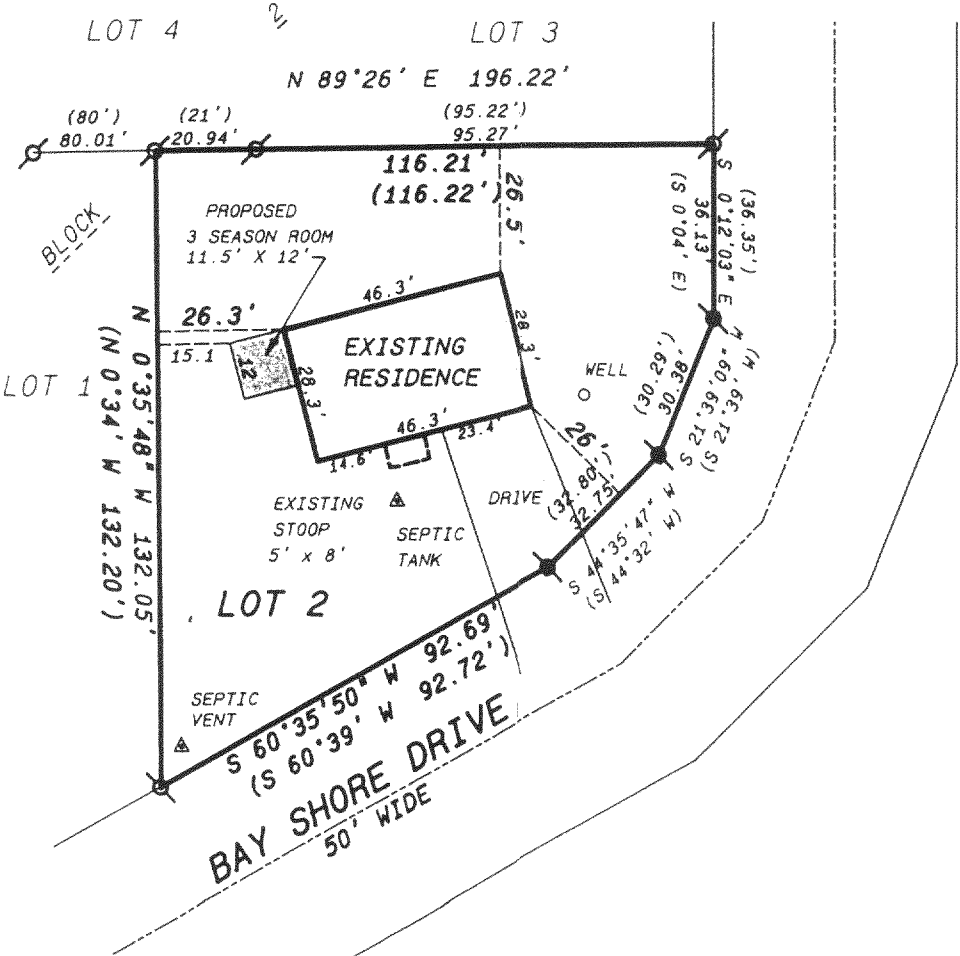 2
LOT 4
LOT 3
N 89°26' E 196.22'
(80')
80.01'
(21')
20.94'
(95.22')
95.27'
116.21'
(116.22')
26.5'
BLOCK
PROPOSED
3 SEASON ROOM
11.5' X 12'
S 0°12'03" E
36.13'
(S 0°04' E)
(36.35')
26.3'
15.1
12
46.3'
28.3'
28.3'
EXISTING
RESIDENCE
46.3'
14.6'
23.4'
WELL
(30.29')
30.38'
S 21°39'09" W
(S 21°39' W)
LOT 1
N 0°35'48" W 132.05'
(N 0°34' W 132.20')
26'
(32.80')
32.75'
S 44°35'47" W
(S 44°32' W)
EXISTING
STOOP
5' x 8'
SEPTIC
TANK
DRIVE
LOT 2
SEPTIC
VENT
S 60°35'50" W 92.69'
(S 60°39' W 92.72')
BAY SHORE DRIVE
50' WIDE